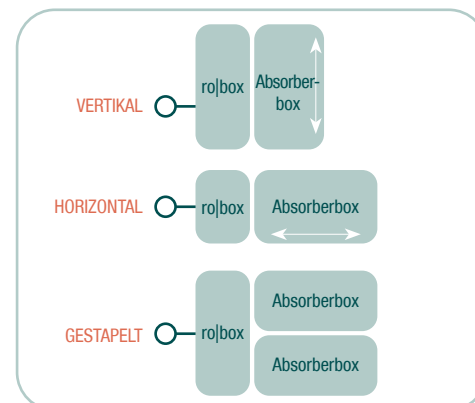 VERTIKAL
ro|box
Absorber-
box
HORIZONTAL
ro|box
Absorberbox
GESTAPELT
ro|box
Absorberbox
Absorberbox